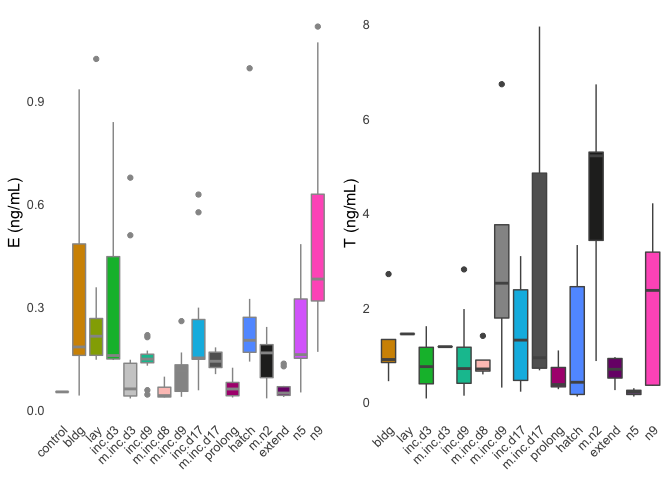 E (ng/mL)
0.9
0.6
0.3
0.0
control
bldg
lay
inc.d3
m.inc.d3
inc.d9
m.inc.d8
m.inc.d9
inc.d17
m.inc.d17
prolong
hatch
m.n2
extend
n5
n9
T (ng/mL)
8
6
4
2
0
bldg
lay
inc.d3
m.inc.d3
inc.d9
m.inc.d8
m.inc.d9
inc.d17
m.inc.d17
prolong
hatch
m.n2
extend
n5
n9